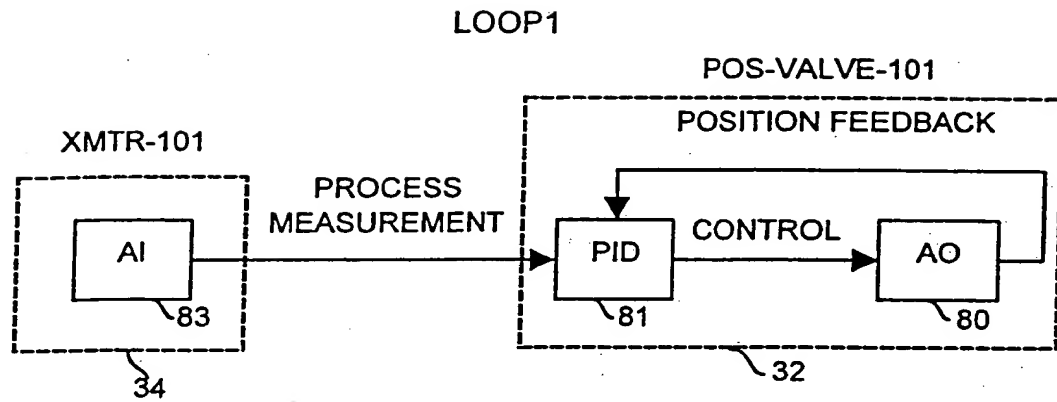 LOOP1
POS-VALVE-101
POSITION FEEDBACK
XMTR-101
PROCESS
MEASUREMENT
CONTROL
AI
PID
AO
83
81
80
34
32